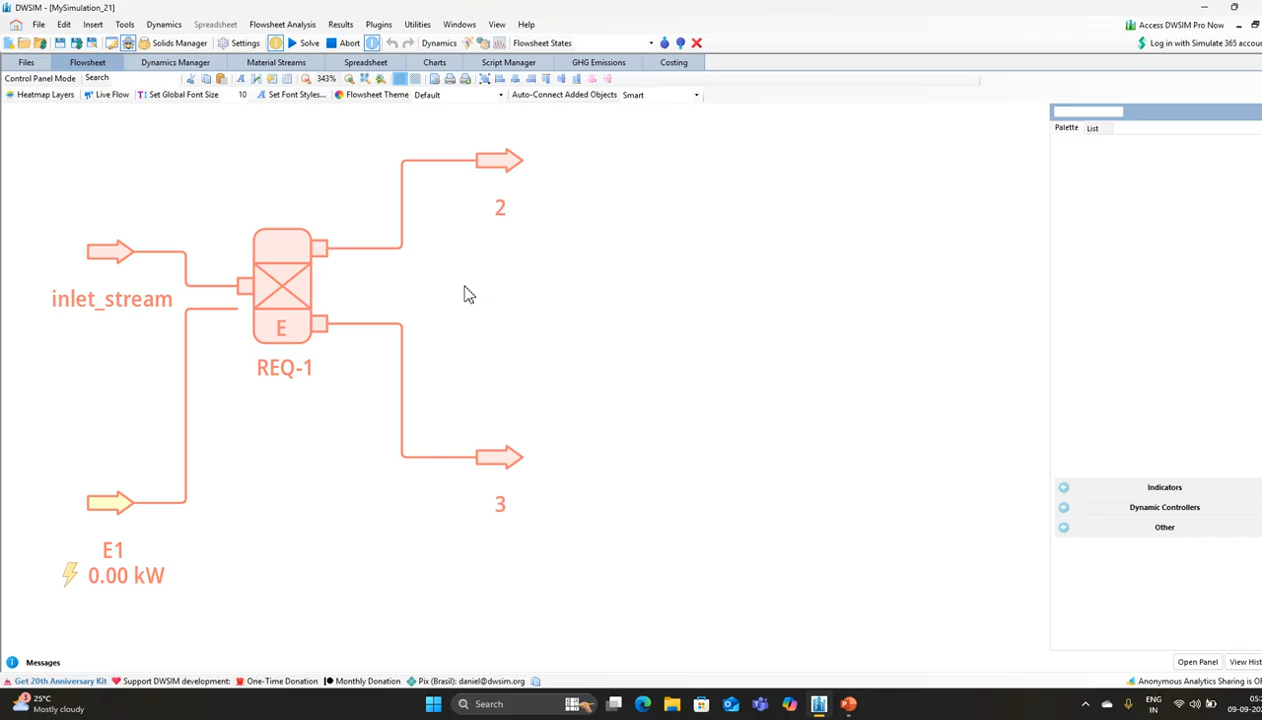 DWSIM - [MySimulation_21]
File Edit Insert Tools Dynamics Spreadsheet Flowsheet Analysis Results Plugins Utilities Windows View Help
Access DWSIM Pro Now
Solids Manager Settings Solve Abort Dynamics Flowsheet States
Log in with Simulate 365 accou
Files Flowsheet Dynamics Manager Material Streams Spreadsheet Charts Script Manager GHG Emissions Costing
Control Panel Mode Search 343%
Heatmap Layers Live Flow Set Global Font Size 10 Set Font Styles... Flowsheet Theme Default Auto-Connect Added Objects Smart
Palette List
2
inlet_stream
E
REQ-1
3
E1
0.00 kW
Indicators
Dynamic Controllers
Other
Messages
Open Panel View Hist
Get 20th Anniversary Kit Support DWSIM development: One-Time Donation Monthly Donation Pix (Brasil): daniel@dwsim.org
Anonymous Analytics Sharing is O
25°C
Mostly cloudy
Search
ENG
IN
09-09-20